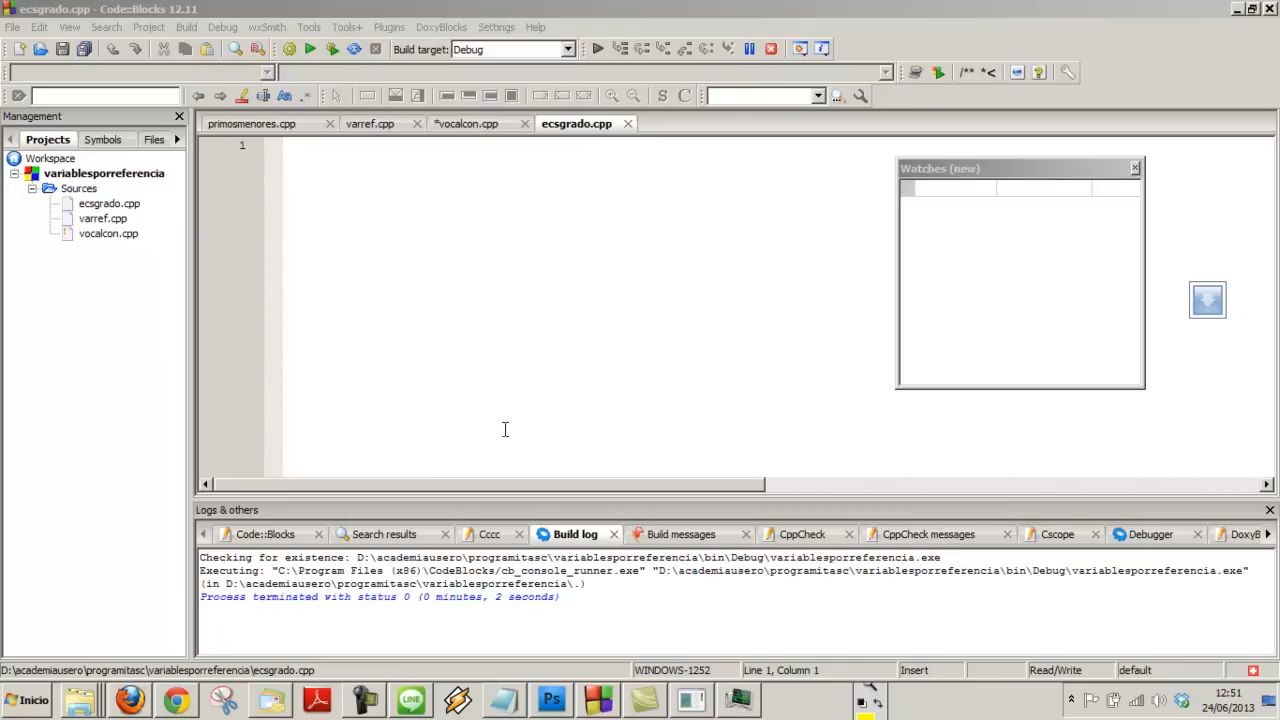 ecsgrado.cpp - Code::Blocks 12.11
File Edit View Search Project Build Debug wxSmith Tools Tools+ Plugins DoxyBlocks Settings Help
Build target: Debug
/** *<
S C
Management
primosmenores.cpp varref.cpp *vocalcon.cpp ecsgrado.cpp
Projects Symbols Files
1
Workspace
variablesporreferencia
Sources
ecsgrado.cpp
varref.cpp
vocalcon.cpp
Watches (new)
Logs & others
Code::Blocks Search results Cccc Build log Build messages CppCheck CppCheck messages Cscope Debugger DoxyB
Checking for existence: D:\academiausero\programitasc\variablesporreferencia\bin\Debug\variablesporreferencia.exe
Executing: "C:\Program Files (x86)\CodeBlocks/cb_console_runner.exe" "D:\academiausero\programitasc\variablesporreferencia\bin\Debug\variablesporreferencia.exe"
(in D:\academiausero\programitasc\variablesporreferencia\.)
Process terminated with status 0 (0 minutes, 2 seconds)
D:\academiausero\programitasc\variablesporreferencia\ecsgrado.cpp WINDOWS-1252 Line 1, Column 1 Insert Read/Write default
Inicio LINE Ps 12:51
24/06/2013